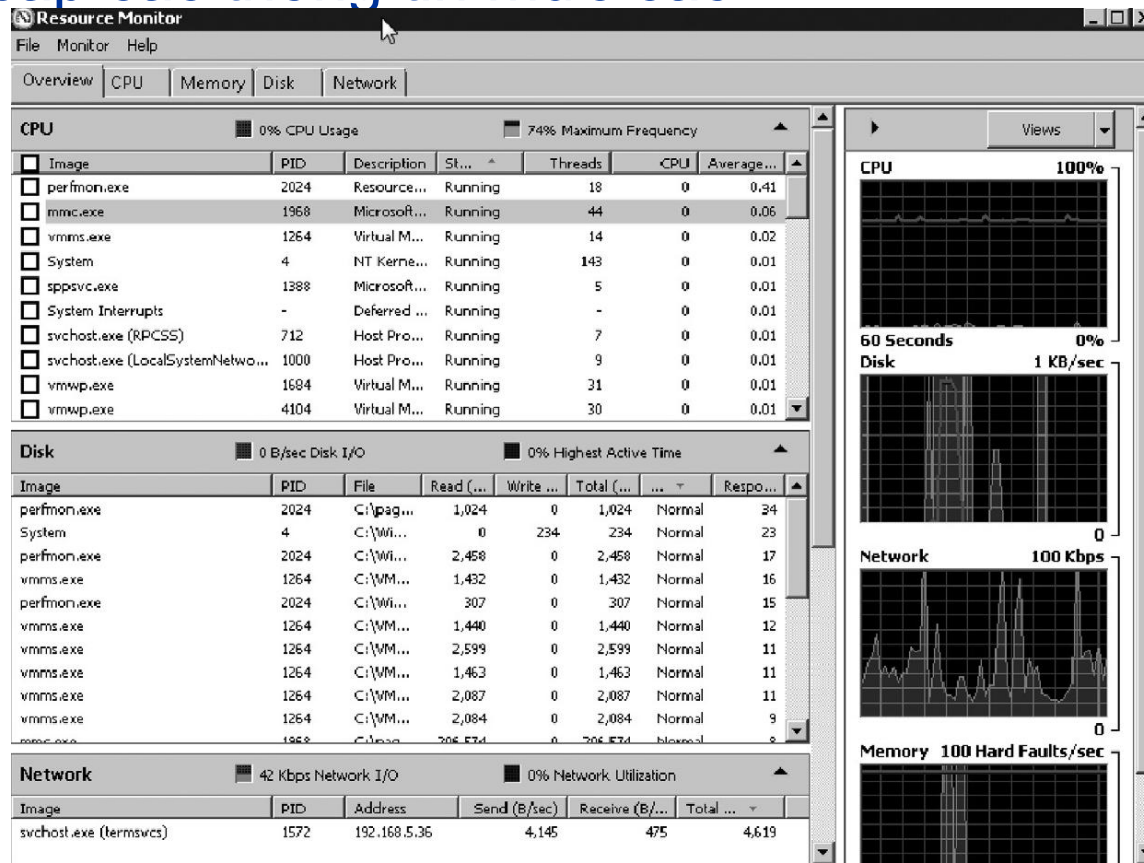 Resource Monitor
File Monitor Help
Overview CPU Memory Disk Network
CPU 0% CPU Usage 74% Maximum Frequency
Image PID Description St... Threads CPU Average...
perfmon.exe 2024 Resource... Running 18 0 0.41
mmc.exe 1968 Microsoft... Running 44 0 0.06
vmms.exe 1264 Virtual M... Running 14 0 0.02
System 4 NT Kerne... Running 143 0 0.01
sppsvc.exe 1388 Microsoft... Running 5 0 0.01
System Interrupts - Deferred ... Running - 0 0.01
svchost.exe (RPCSS) 712 Host Pro... Running 7 0 0.01
svchost.exe (LocalSystemNetwo... 1000 Host Pro... Running 9 0 0.01
vmwp.exe 1684 Virtual M... Running 31 0 0.01
vmwp.exe 4104 Virtual M... Running 30 0 0.01
Disk 0 B/sec Disk I/O 0% Highest Active Time
Image PID File Read (... Write ... Total (... ... Respo...
perfmon.exe 2024 C:\pag... 1,024 0 1,024 Normal 34
System 4 C:\Wi... 0 234 234 Normal 23
perfmon.exe 2024 C:\Wi... 2,458 0 2,458 Normal 17
vmms.exe 1264 C:\VM... 1,432 0 1,432 Normal 16
perfmon.exe 2024 C:\Wi... 307 0 307 Normal 15
vmms.exe 1264 C:\VM... 1,440 0 1,440 Normal 12
vmms.exe 1264 C:\VM... 2,599 0 2,599 Normal 11
vmms.exe 1264 C:\VM... 1,463 0 1,463 Normal 11
vmms.exe 1264 C:\VM... 2,087 0 2,087 Normal 11
vmms.exe 1264 C:\VM... 2,084 0 2,084 Normal 9
Network 42 Kbps Network I/O 0% Network Utilization
Image PID Address Send (B/sec) Receive (B/... Total ...
svchost.exe (termsvcs) 1572 192.168.5.36 4,145 475 4,619
Views
CPU 100%
60 Seconds 0%
Disk 1 KB/sec
0
Network 100 Kbps
0
Memory 100 Hard Faults/sec